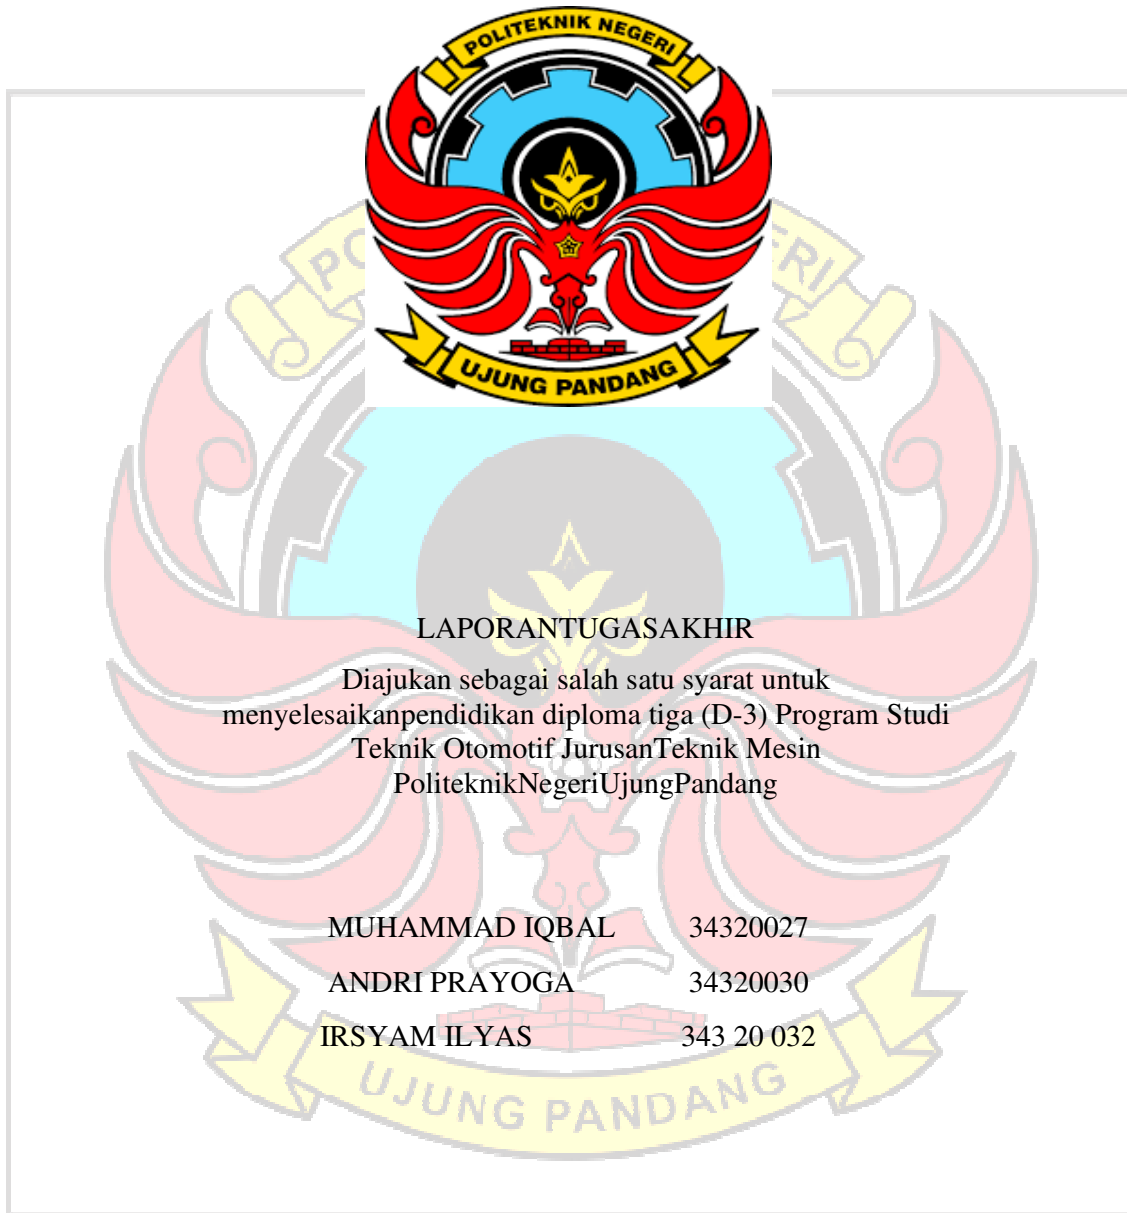 POLITEKNIK NEGERI
UJUNG PANDANG
LAPORANTUGASAKHIR
Diajukan sebagai salah satu syarat untuk
menyelesaikanpendidikan diploma tiga (D-3) Program Studi
Teknik Otomotif JurusanTeknik Mesin
PoliteknikNegeriUjungPandang
MUHAMMAD IQBAL 34320027
ANDRI PRAYOGA 34320030
IRSYAM ILYAS 343 20 032
UJUNG PANDANG